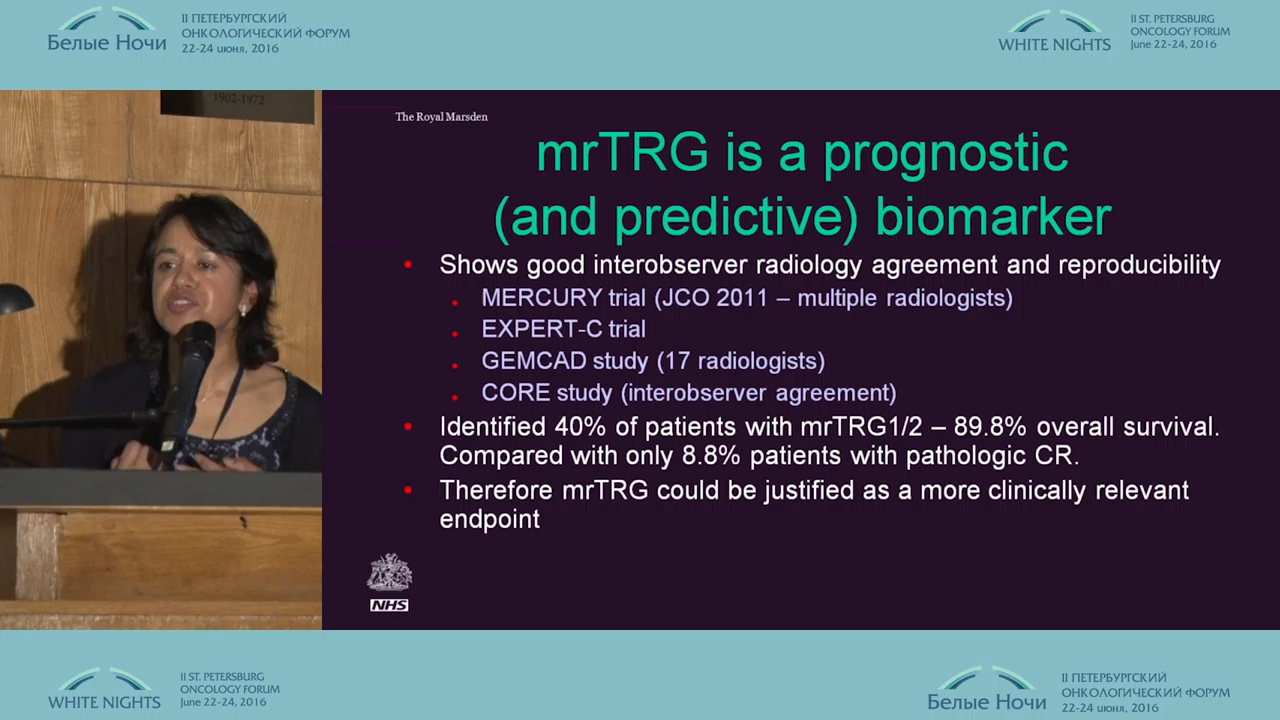 II ПЕТЕРБУРГСКИЙ
ОНКОЛОГИЧЕСКИЙ ФОРУМ
Белые Ночи
22-24 июня, 2016
II ST. PETERSBURG
ONCOLOGY FORUM
WHITE NIGHTS
June 22-24, 2016
1902-1972
The Royal Marsden
mrTRG is a prognostic
(and predictive) biomarker
• Shows good interobserver radiology agreement and reproducibility
• MERCURY trial (JCO 2011 – multiple radiologists)
• EXPERT-C trial
• GEMCAD study (17 radiologists)
• CORE study (interobserver agreement)
• Identified 40% of patients with mrTRG1/2 – 89.8% overall survival.
Compared with only 8.8% patients with pathologic CR.
• Therefore mrTRG could be justified as a more clinically relevant
endpoint
NHS
II ST. PETERSBURG
ONCOLOGY FORUM
WHITE NIGHTS
June 22-24, 2016
II ПЕТЕРБУРГСКИЙ
ОНКОЛОГИЧЕСКИЙ ФОРУМ
Белые Ночи
22-24 июня, 2016